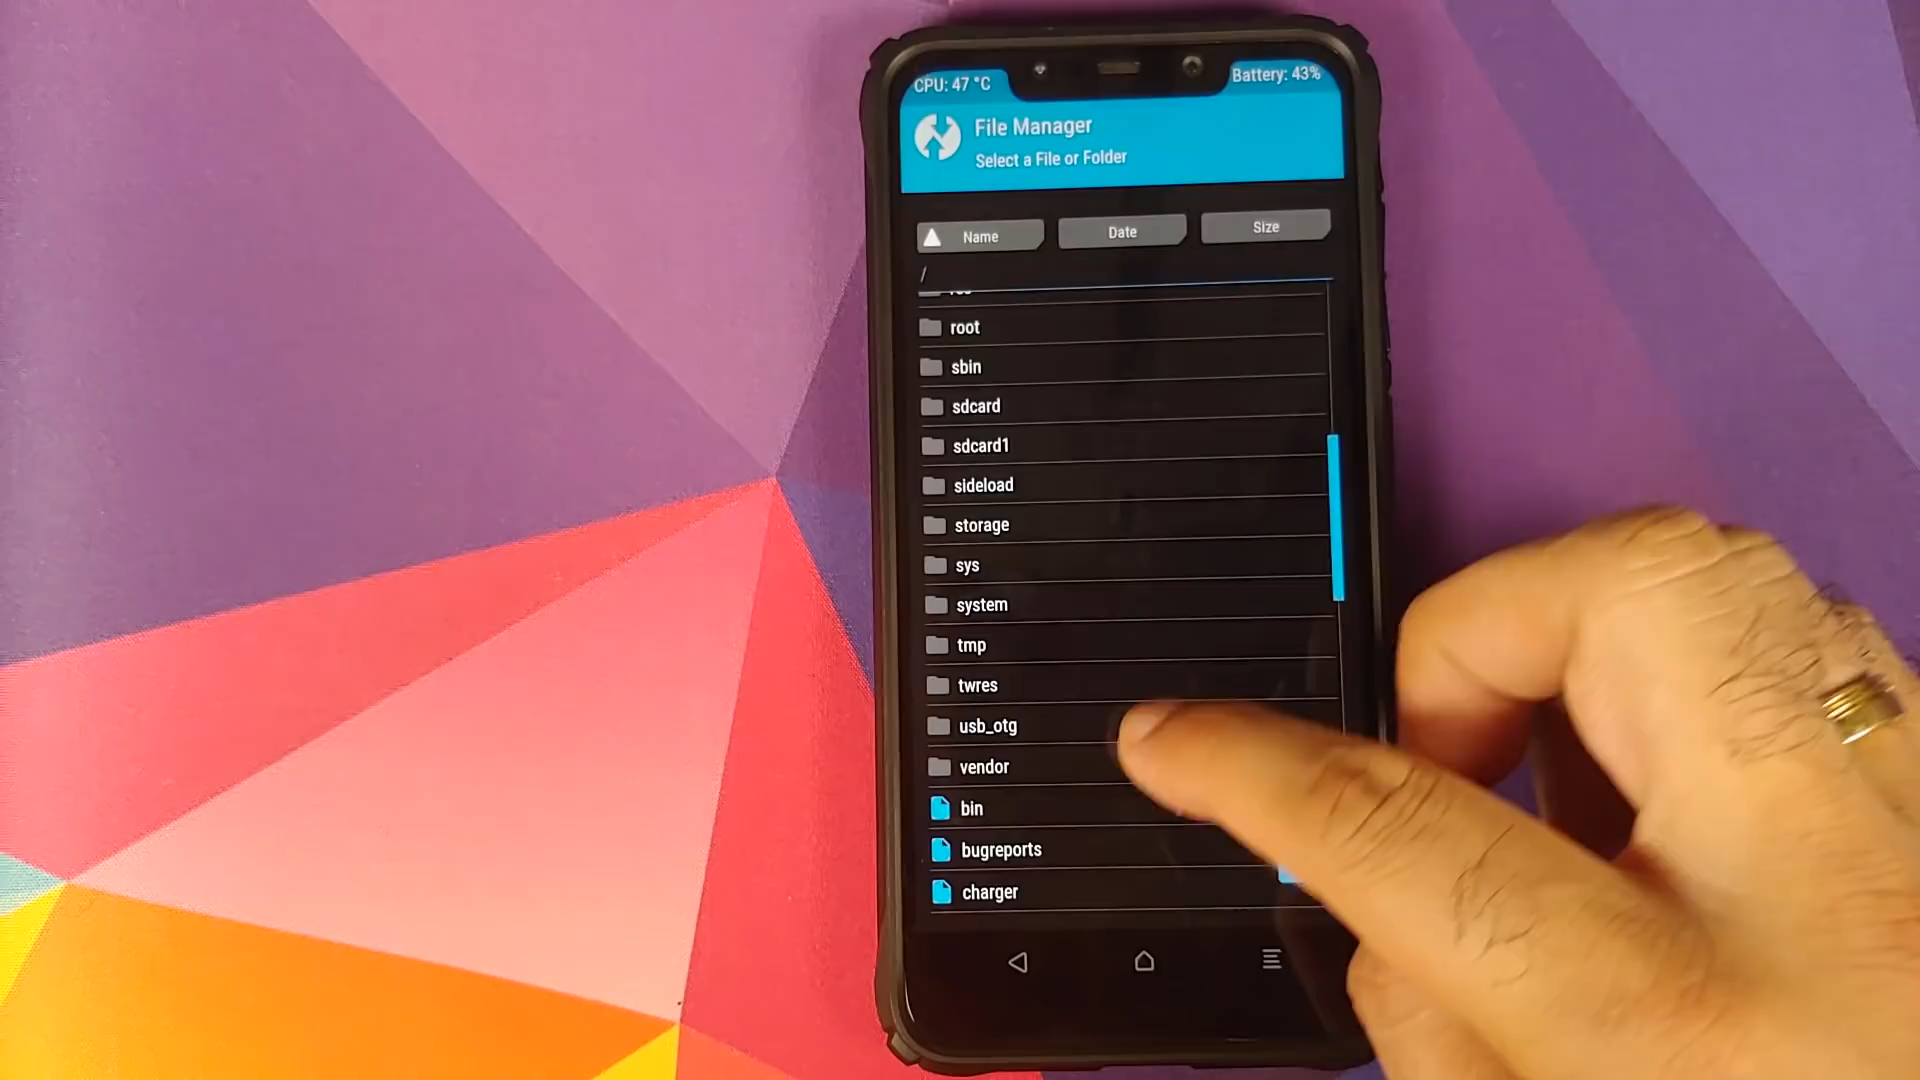 CPU: 47 °C
Battery: 43%
File Manager
Select a File or Folder
Name
Date
Size
/
root
sbin
sdcard
sdcard1
sideload
storage
sys
system
tmp
twres
usb_otg
vendor
bin
bugreports
charger